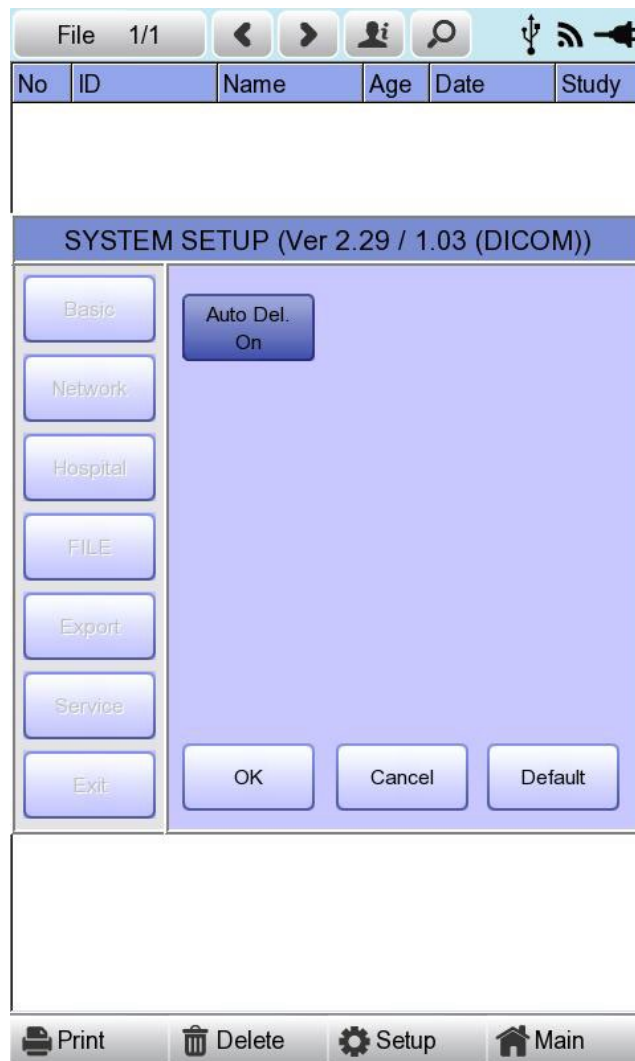 File 1/1
No ID Name Age Date Study
SYSTEM SETUP (Ver 2.29 / 1.03 (DICOM))
Basic
Auto Del.
On
Network
Hospital
FILE
Export
Service
Exit
OK Cancel Default
Print Delete Setup Main